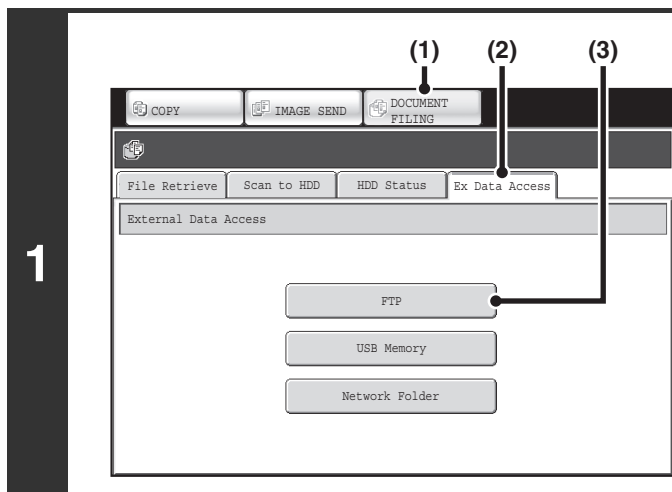 (1) (2) (3)
COPY IMAGE SEND DOCUMENT
FILING
File Retrieve Scan to HDD HDD Status Ex Data Access
External Data Access
1
FTP
USB Memory
Network Folder